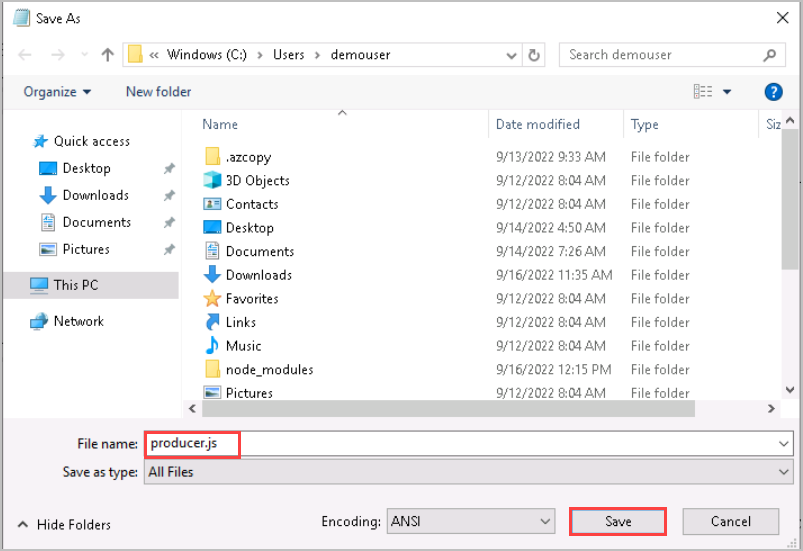 Save As
« Windows (C:) > Users > demouser
Search demouser
Organize New folder
Name Date modified Type Siz
Quick access
Desktop
Downloads
Documents
Pictures
This PC
Network
.azcopy 9/13/2022 9:33 AM File folder
3D Objects 9/12/2022 8:04 AM File folder
Contacts 9/12/2022 8:04 AM File folder
Desktop 9/14/2022 4:50 AM File folder
Documents 9/14/2022 7:26 AM File folder
Downloads 9/16/2022 11:35 AM File folder
Favorites 9/12/2022 8:04 AM File folder
Links 9/12/2022 8:04 AM File folder
Music 9/12/2022 8:04 AM File folder
node_modules 9/16/2022 12:15 PM File folder
Pictures 9/12/2022 8:04 AM File folder
File name: producer.js
Save as type: All Files
Hide Folders
Encoding: ANSI
Save
Cancel